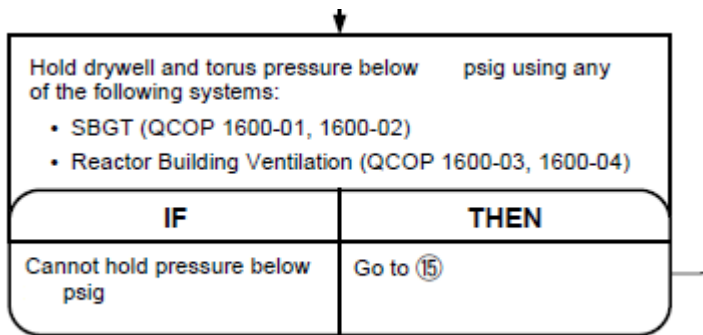 Hold drywell and torus pressure below psig using any
of the following systems:
• SBGT (QCOP 1600-01, 1600-02)
• Reactor Building Ventilation (QCOP 1600-03, 1600-04)
IF THEN
Cannot hold pressure below Go to ⑮
psig